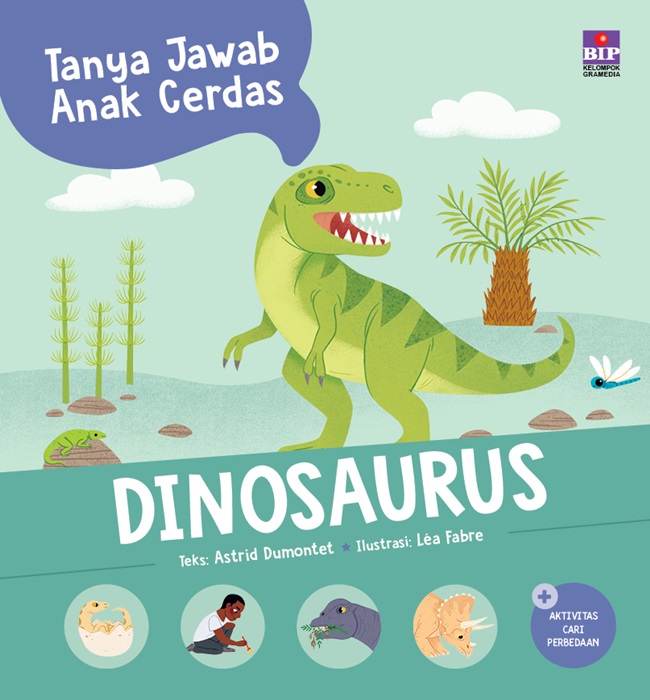 Tanya Jawab
Anak Cerdas
BIP
KELOMPOK
GRAMEDIA
DINOSAURUS
Teks: Astrid Dumontet ★ Ilustrasi: Léa Fabre
+
AKTIVITAS
CARI
PERBEDAAN